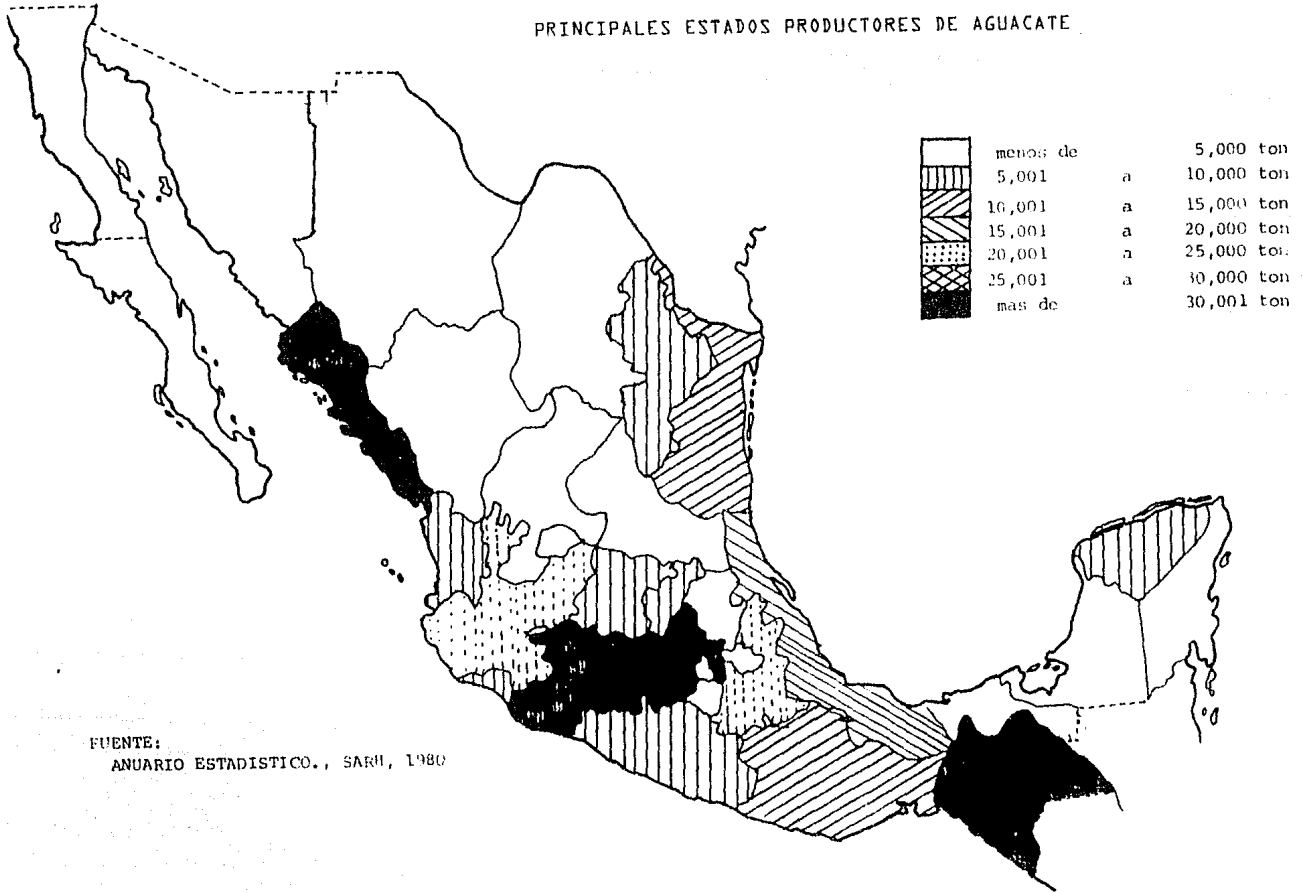 PRINCIPALES ESTADOS PRODUCTORES DE AGUACATE
menos de 5,000 ton
5,001 a 10,000 ton
10,001 a 15,000 ton
15,001 a 20,000 ton
20,001 a 25,000 ton
25,001 a 30,000 ton
mas de 30,001 ton
FUENTE:
ANUARIO ESTADISTICO., SARH, 1980